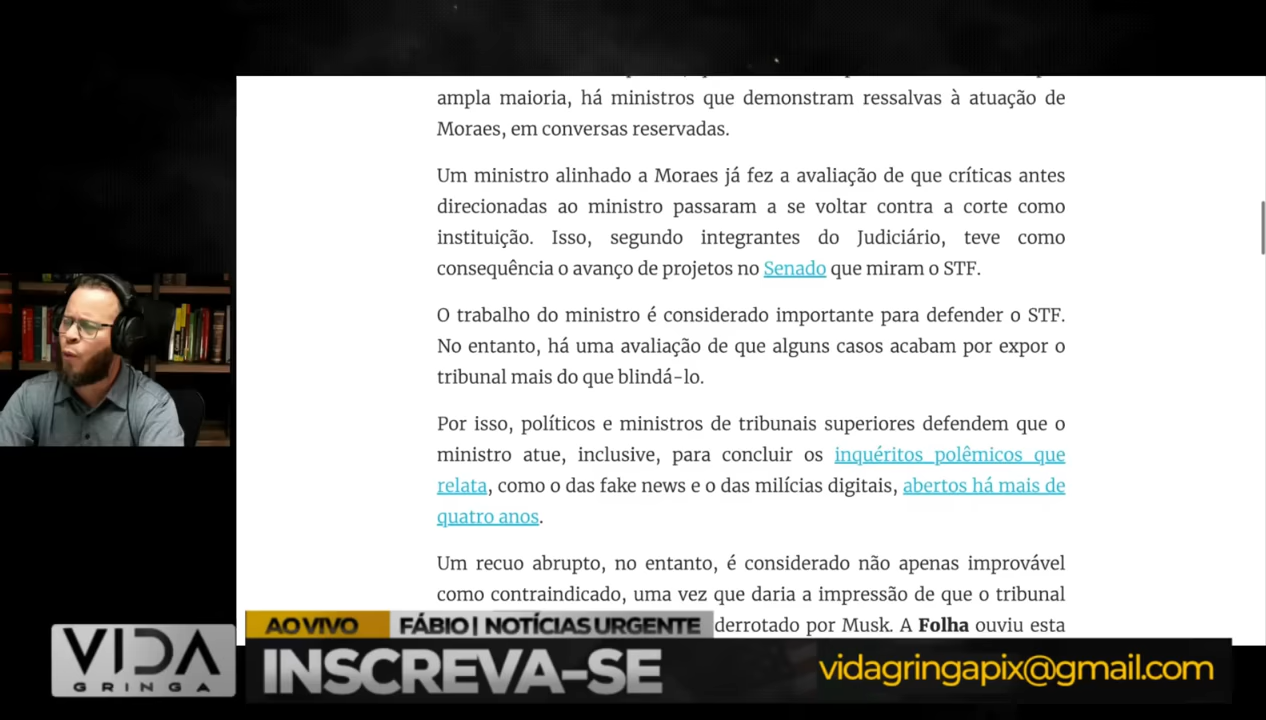 ampla maioria, há ministros que demonstram ressalvas à atuação de
Moraes, em conversas reservadas.
Um ministro alinhado a Moraes já fez a avaliação de que críticas antes
direcionadas ao ministro passaram a se voltar contra a corte como
instituição. Isso, segundo integrantes do Judiciário, teve como
consequência o avanço de projetos no Senado que miram o STF.
O trabalho do ministro é considerado importante para defender o STF.
No entanto, há uma avaliação de que alguns casos acabam por expor o
tribunal mais do que blindá-lo.
Por isso, políticos e ministros de tribunais superiores defendem que o
ministro atue, inclusive, para concluir os inquéritos polêmicos que
relata, como o das fake news e o das milícias digitais, abertos há mais de
quatro anos.
Um recuo abrupto, no entanto, é considerado não apenas improvável
como contraindicado, uma vez que daria a impressão de que o tribunal
derrotado por Musk. A Folha ouviu esta
AO VIVO
FÁBIO | NOTÍCIAS URGENTE
VIDA
GRINGA
INSCREVA-SE
vidagringapix@gmail.com